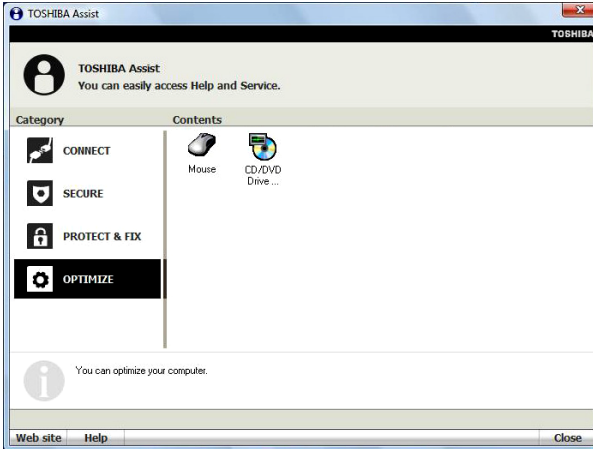 TOSHIBA Assist
TOSHIBA
TOSHIBA Assist
You can easily access Help and Service.
Category
Contents
CONNECT
SECURE
PROTECT & FIX
OPTIMIZE
Mouse
CD/DVD
Drive ...
You can optimize your computer.
Web site
Help
Close